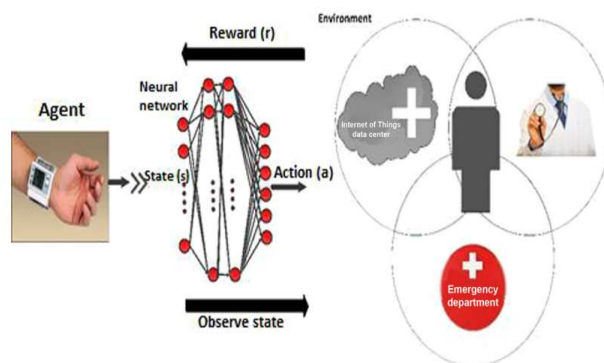 Reward (r)
Environment
Neural
network
Agent
Internet of Things
data center
State (s)
Action (a)
Observe state
Emergency
department